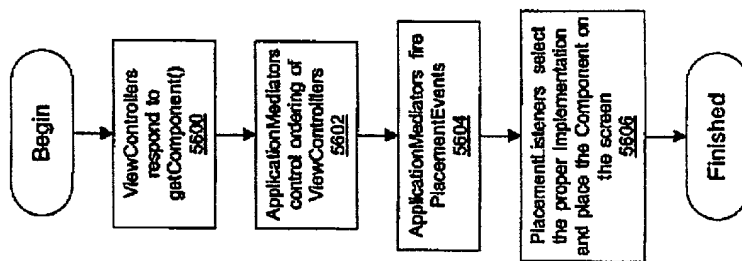 Begin
ViewControllers
respond to
getComponent()
5600
ApplicationMediators
control ordering of
ViewControllers
5602
ApplicationMediators fire
PlacementEvents
5604
PlacementListeners select
the proper implementation
and place the Component on
the screen
5606
Finished